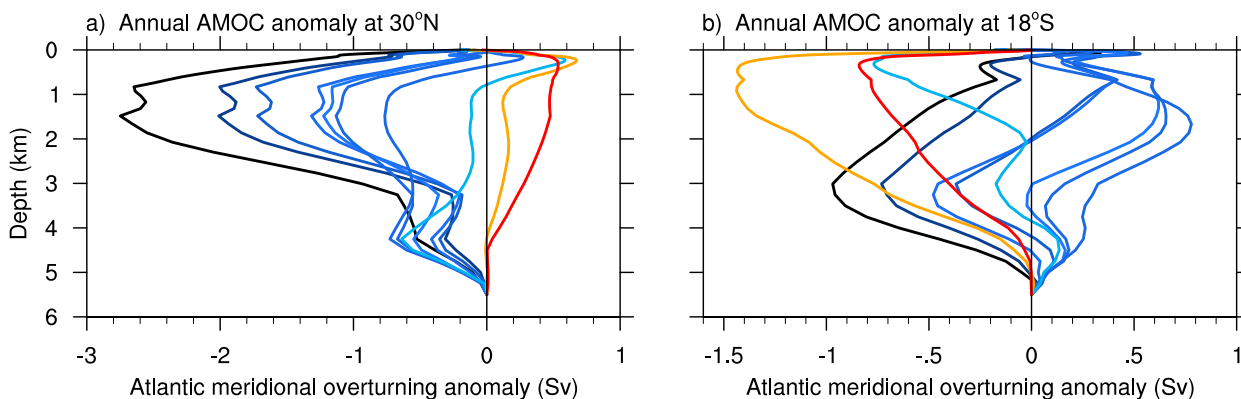 a) Annual AMOC anomaly at 30°N
0
1
2
3
4
5
6
Depth (km)
-3 -2 -1 0 1
Atlantic meridional overturning anomaly (Sv)
b) Annual AMOC anomaly at 18°S
-1.5 -1 -.5 0 .5 1
Atlantic meridional overturning anomaly (Sv)